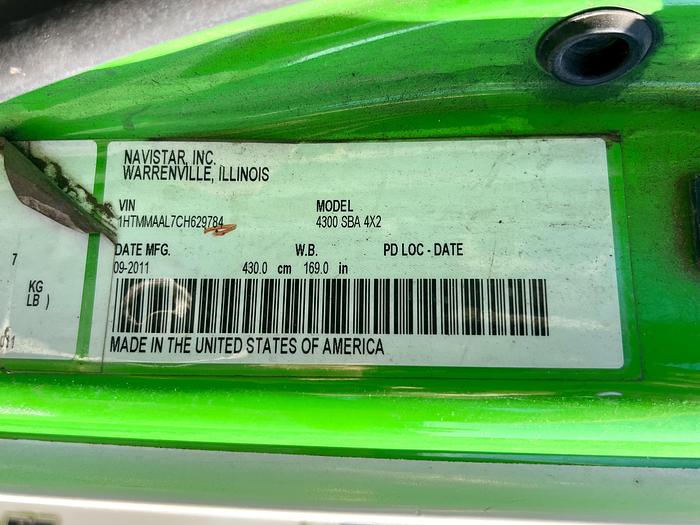 NAVISTAR, INC.
WARRENVILLE, ILLINOIS
VIN MODEL
1HTMMAAL7CH629784 4300 SBA 4X2
DATE MFG. W.B. PD LOC - DATE
09-2011 430.0 cm 169.0 in
MADE IN THE UNITED STATES OF AMERICA
7
KG
LB )